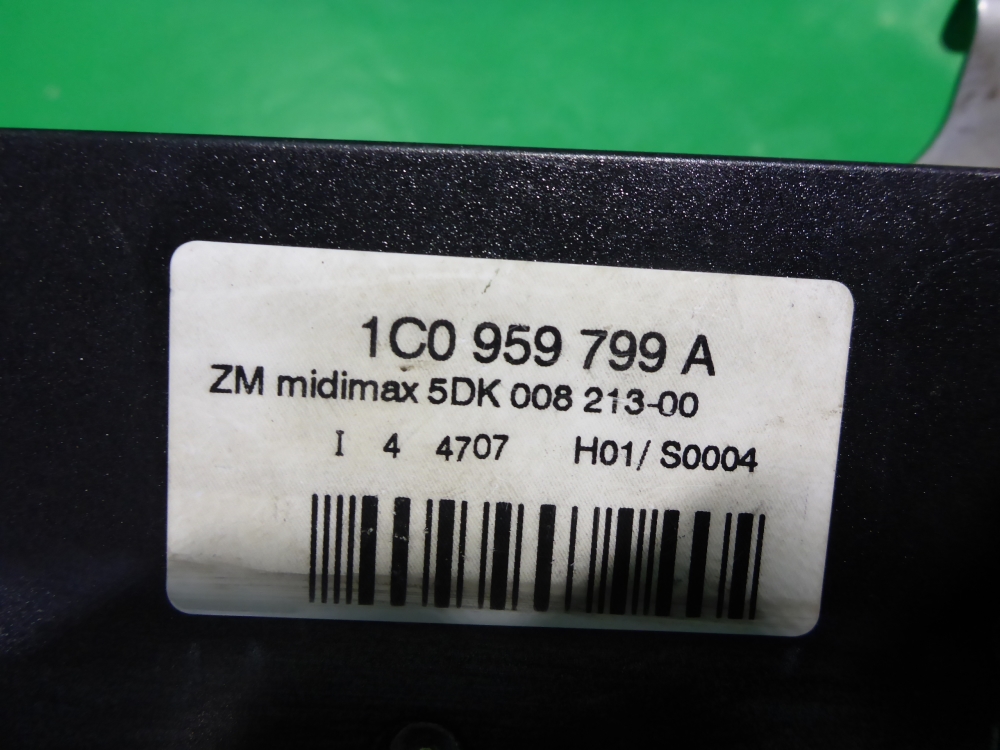 1C0 959 799 A
ZM midimax 5DK 008 213-00
I 4 4707 H01/ S0004